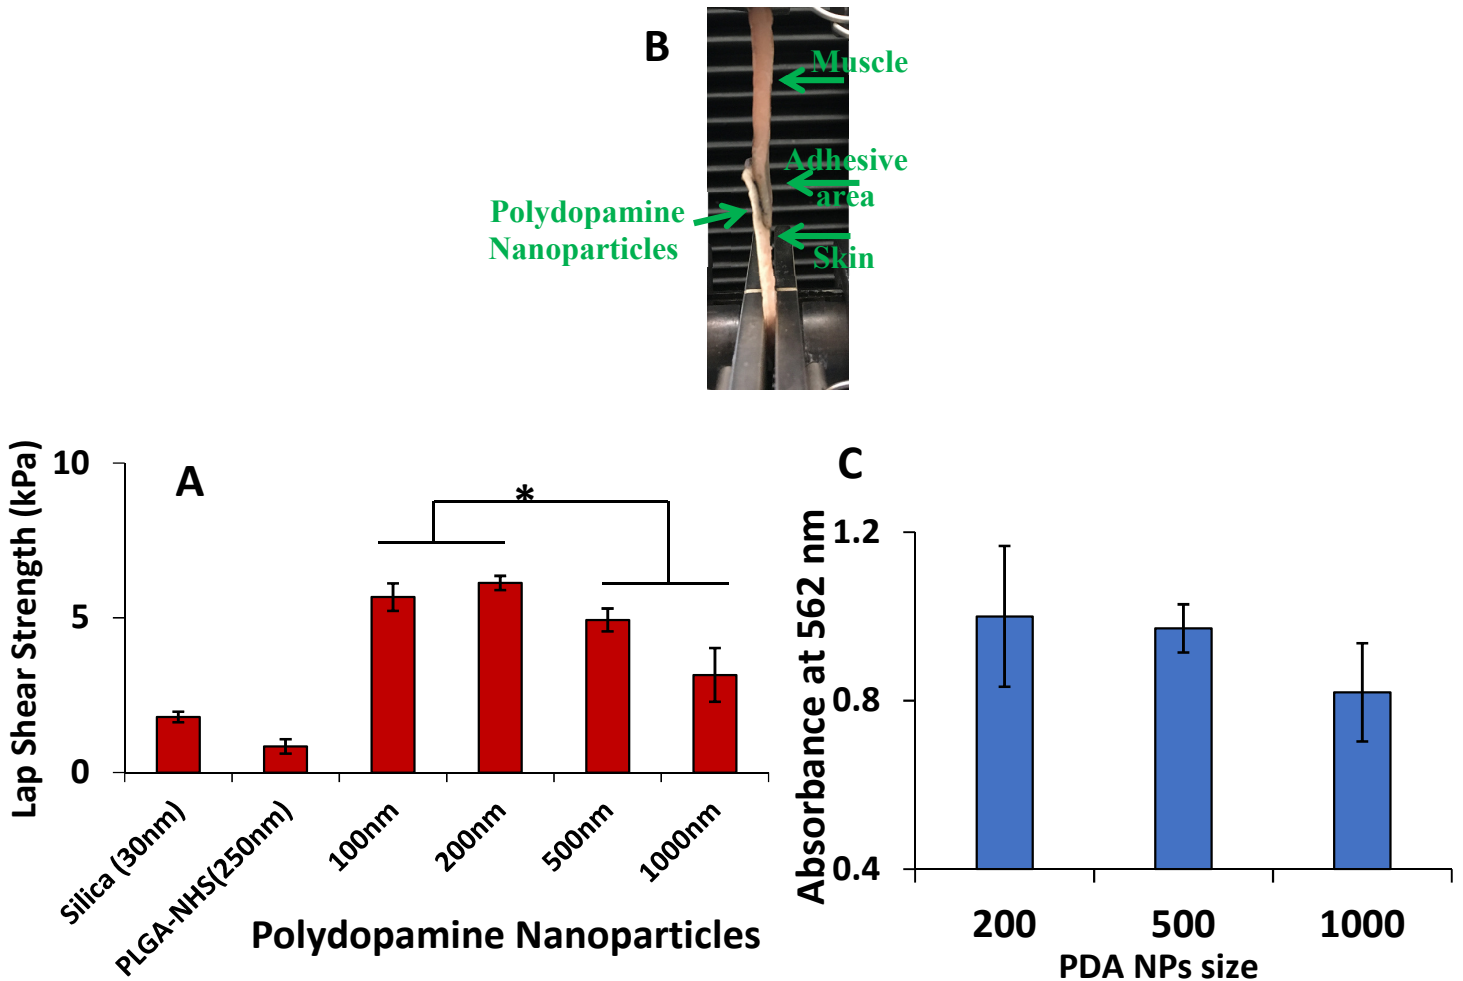 B
Muscle
Adhesive
area
Polydopamine
Nanoparticles
Skin
A
Lap Shear Strength (kPa)
10
5
0
*
Silica (30nm)
PLGA-NHS(250nm)
100nm
200nm
500nm
1000nm
Polydopamine Nanoparticles
C
Absorbance at 562 nm
1.2
0.8
0.4
200
500
1000
PDA NPs size